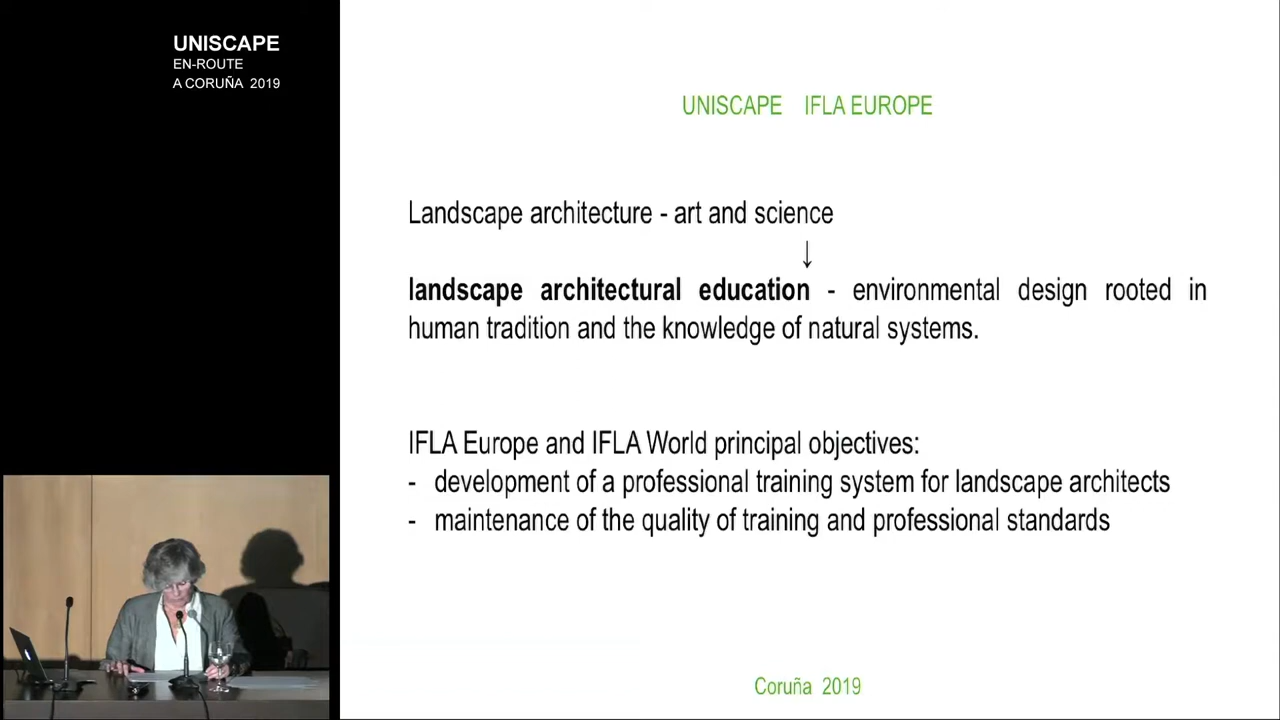 UNISCAPE
EN-ROUTE
A CORUÑA 2019
UNISCAPE IFLA EUROPE
Landscape architecture - art and science
↓
landscape architectural education - environmental design rooted in
human tradition and the knowledge of natural systems.
IFLA Europe and IFLA World principal objectives:
- development of a professional training system for landscape architects
- maintenance of the quality of training and professional standards
Coruña 2019